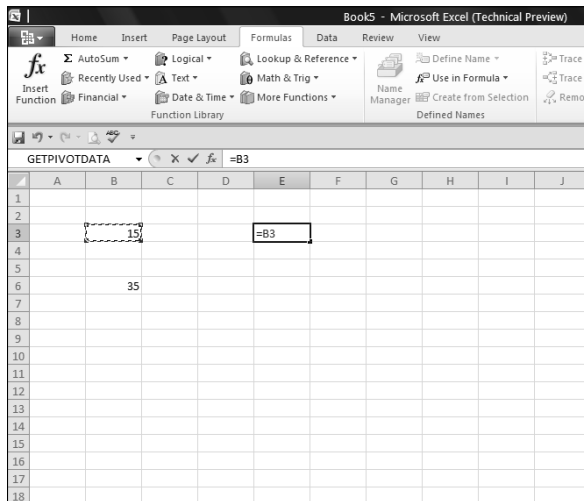 Book5 - Microsoft Excel (Technical Preview)
Home Insert Page Layout Formulas Data Review View
Σ AutoSum Logical Lookup & Reference Define Name Trace
Recently Used Text Math & Trig Use in Formula Trace
Insert Function Financial Date & Time More Functions Name Manager Create from Selection Remo
Function Library Defined Names
GETPIVOTDATA fx =B3
A B C D E F G H I J
1
2
3 15 =B3
4
5
6 35
7
8
9
10
11
12
13
14
15
16
17
18